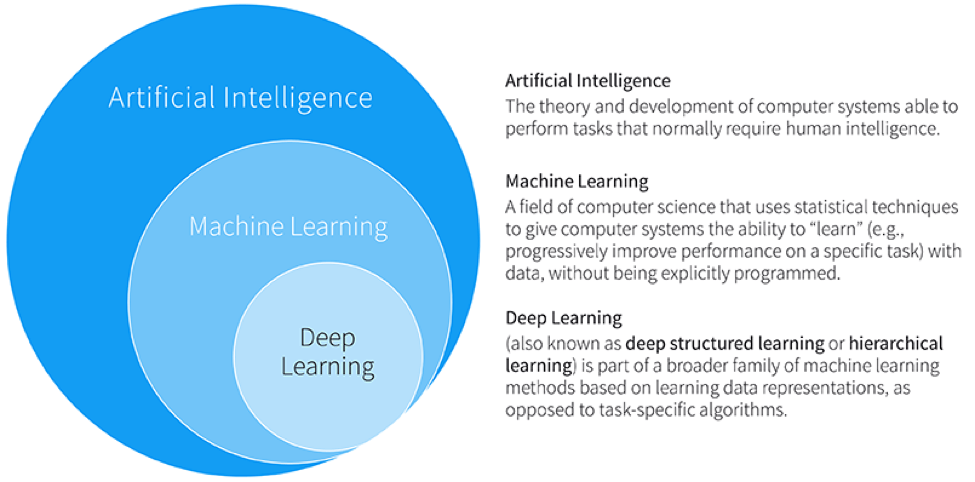 Artificial Intelligence
Machine Learning
Deep
Learning
Artificial Intelligence
The theory and development of computer systems able to
perform tasks that normally require human intelligence.
Machine Learning
A field of computer science that uses statistical techniques
to give computer systems the ability to “learn” (e.g.,
progressively improve performance on a specific task) with
data, without being explicitly programmed.
Deep Learning
(also known as deep structured learning or hierarchical
learning) is part of a broader family of machine learning
methods based on learning data representations, as
opposed to task-specific algorithms.